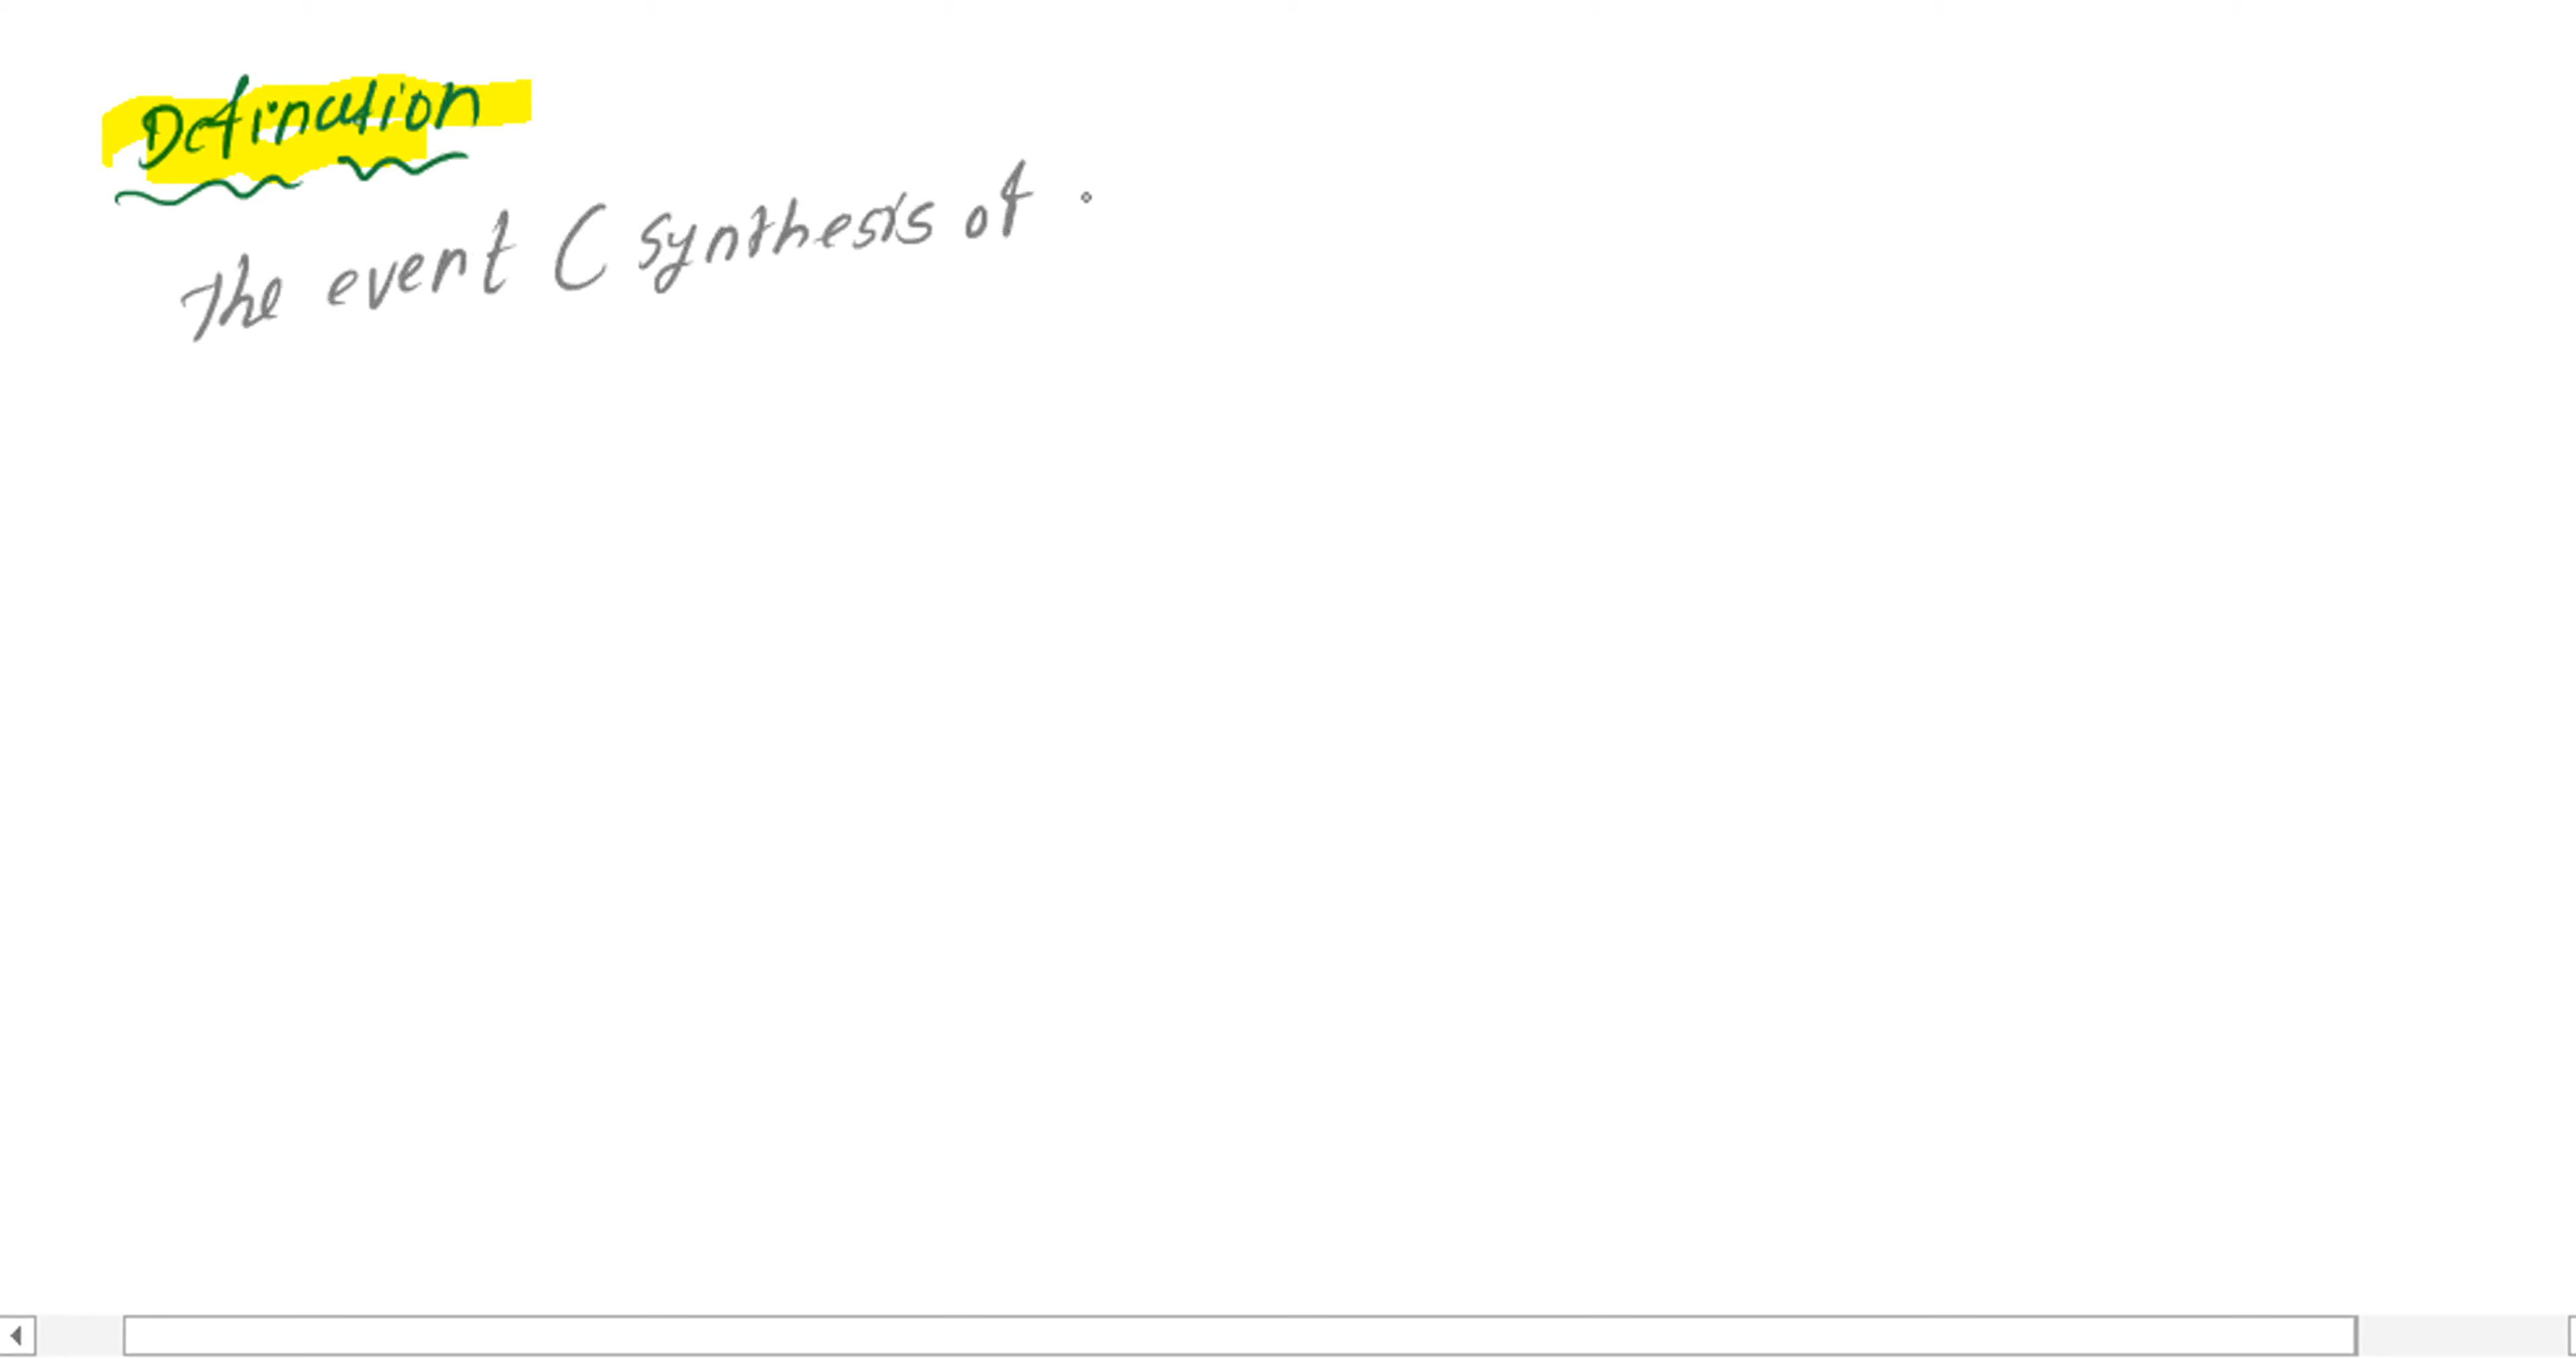 Defination
The event ( synthesis of